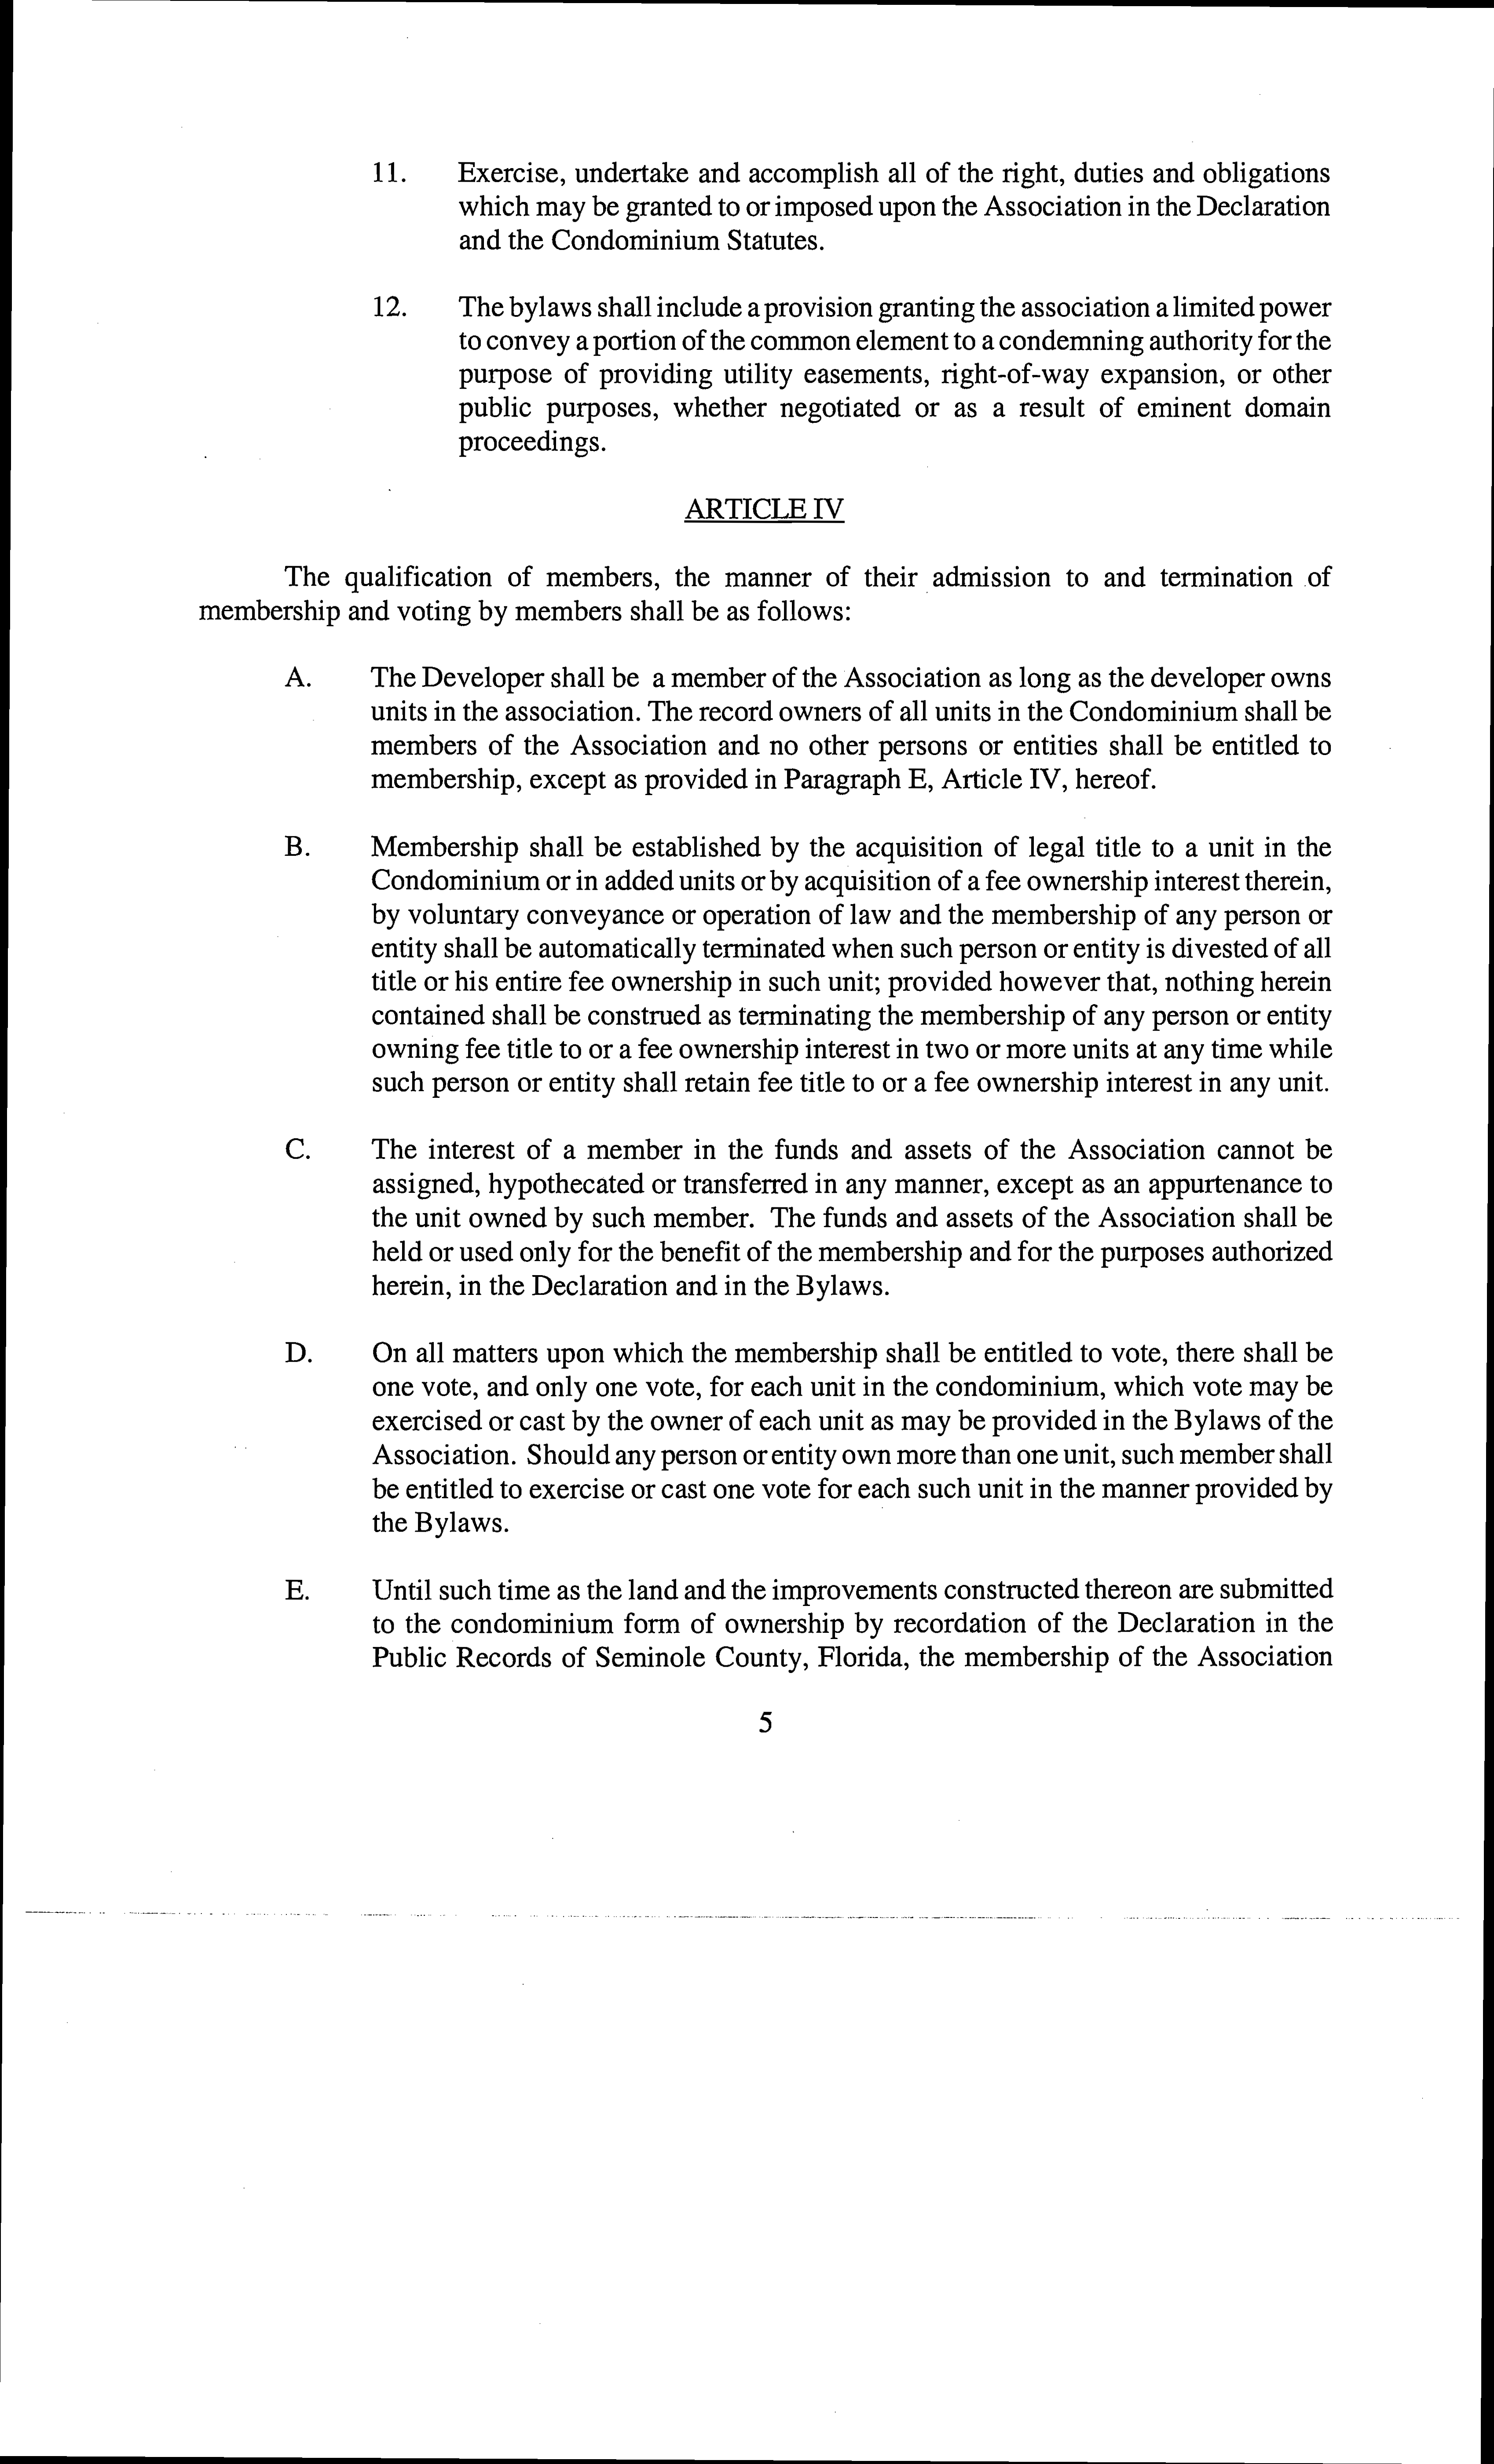 11. Exercise, undertake and accomplish all of the right, duties and obligations
which may be granted to or imposed upon the Association in the Declaration
and the Condominium Statutes.
12. The bylaws shall include a provision granting the association a limited power
to convey a portion of the common element to a condemning authority for the
purpose of providing utility easements, right-of-way expansion, or other
public purposes, whether negotiated or as a result of eminent domain
proceedings.
ARTICLE IV
The qualification of members, the manner of their admission to and termination of
membership and voting by members shall be as follows:
A. The Developer shall be a member of the Association as long as the developer owns
units in the association. The record owners of all units in the Condominium shall be
members of the Association and no other persons or entities shall be entitled to
membership, except as provided in Paragraph E, Article IV, hereof.
B. Membership shall be established by the acquisition of legal title to a unit in the
Condominium or in added units or by acquisition of a fee ownership interest therein,
by voluntary conveyance or operation of law and the membership of any person or
entity shall be automatically terminated when such person or entity is divested of all
title or his entire fee ownership in such unit; provided however that, nothing herein
contained shall be construed as terminating the membership of any person or entity
owning fee title to or a fee ownership interest in two or more units at any time while
such person or entity shall retain fee title to or a fee ownership interest in any unit.
C. The interest of a member in the funds and assets of the Association cannot be
assigned, hypothecated or transferred in any manner, except as an appurtenance to
the unit owned by such member. The funds and assets of the Association shall be
held or used only for the benefit of the membership and for the purposes authorized
herein, in the Declaration and in the Bylaws.
D. On all matters upon which the membership shall be entitled to vote, there shall be
one vote, and only one vote, for each unit in the condominium, which vote may be
exercised or cast by the owner of each unit as may be provided in the Bylaws of the
Association. Should any person or entity own more than one unit, such member shall
be entitled to exercise or cast one vote for each such unit in the manner provided by
the Bylaws.
E. Until such time as the land and the improvements constructed thereon are submitted
to the condominium form of ownership by recordation of the Declaration in the
Public Records of Seminole County, Florida, the membership of the Association
5